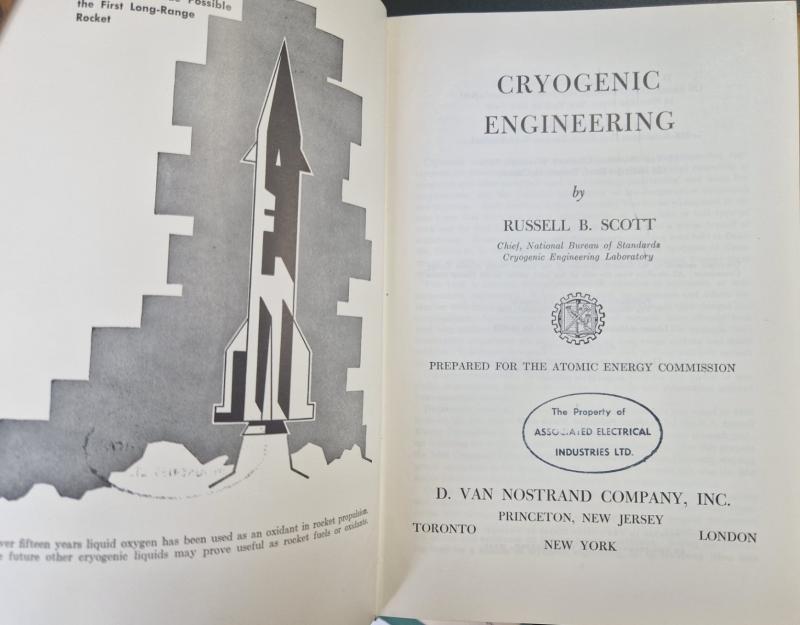 Possible
the First Long-Range
Rocket
ver fifteen years liquid oxygen has been used as an oxidant in rocket propulsion.
future other cryogenic liquids may prove useful as rocket fuels or oxidants.
CRYOGENIC
ENGINEERING
by
RUSSELL B. SCOTT
Chief, National Bureau of Standards
Cryogenic Engineering Laboratory
PREPARED FOR THE ATOMIC ENERGY COMMISSION
The Property of
ASSOCIATED ELECTRICAL
INDUSTRIES LTD.
D. VAN NOSTRAND COMPANY, INC.
PRINCETON, NEW JERSEY
TORONTO LONDON
NEW YORK